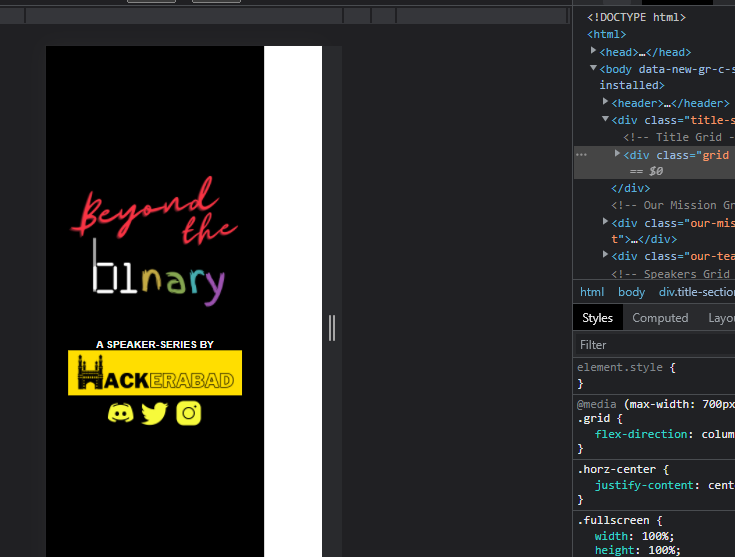 Beyond
the
b1nary
A SPEAKER-SERIES BY
HACKERABAD
<!DOCTYPE html>
<html>
<head>…</head>
<body data-new-gr-c-s
installed>
<header>…</header>
<div class="title-s
<!-- Title Grid -
<div class="grid
== $0
</div>
<!-- Our Mission Gr
<div class="our-mis
t">…</div>
<div class="our-tea
<!-- Speakers Grid
html body div.title-section
Styles Computed Layou
Filter
element.style {
}
@media (max-width: 700px
.grid {
flex-direction: colum
}
.horz-center {
justify-content: cent
}
.fullscreen {
width: 100%;
height: 100%;